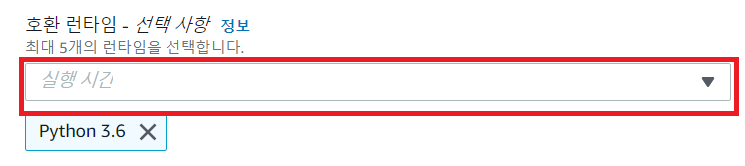 호환 런타임 - 선택 사항 정보
최대 5개의 런타임을 선택합니다.
실행 시간
Python 3.6